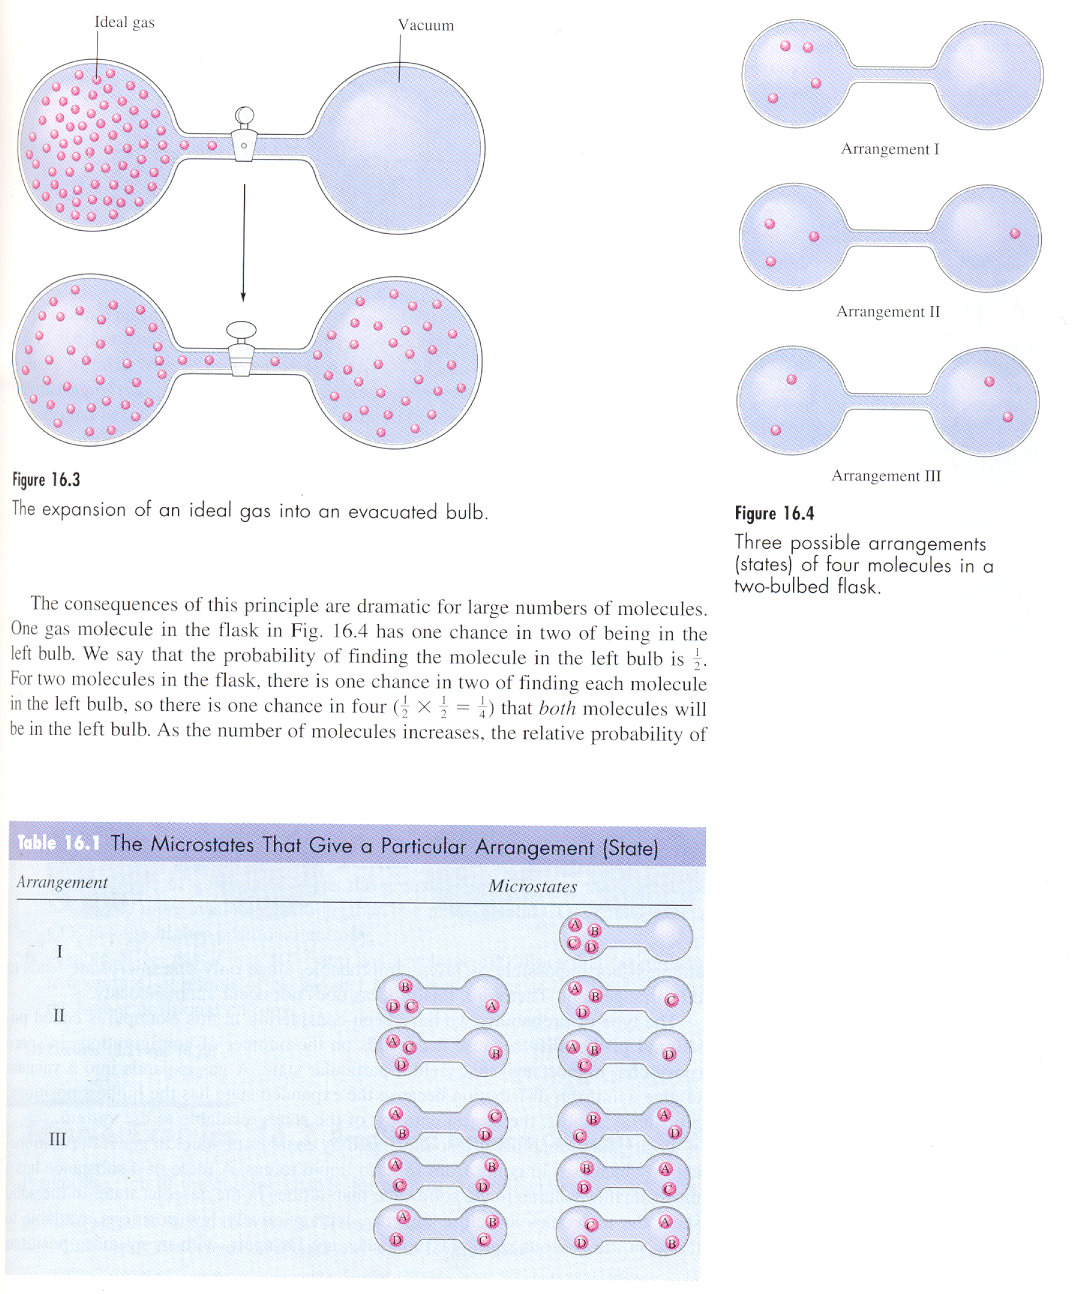 Ideal gas
Vacuum
Figure 16.3
The expansion of an ideal gas into an evacuated bulb.
Arrangement I
Arrangement II
Arrangement III
Figure 16.4
Three possible arrangements
(states) of four molecules in a
two-bulbed flask.
The consequences of this principle are dramatic for large numbers of molecules.
One gas molecule in the flask in Fig. 16.4 has one chance in two of being in the
left bulb. We say that the probability of finding the molecule in the left bulb is ½.
For two molecules in the flask, there is one chance in two of finding each molecule
in the left bulb, so there is one chance in four (½ × ½ = ¼) that both molecules will
be in the left bulb. As the number of molecules increases, the relative probability of
Table 16.1 The Microstates That Give a Particular Arrangement (State)
Arrangement Microstates
I
A B C D
II
B D C A
A B D C
A C D B
A B C D
III
A B C D
B C A D
A C B D
B D A C
A D B C
C D A B